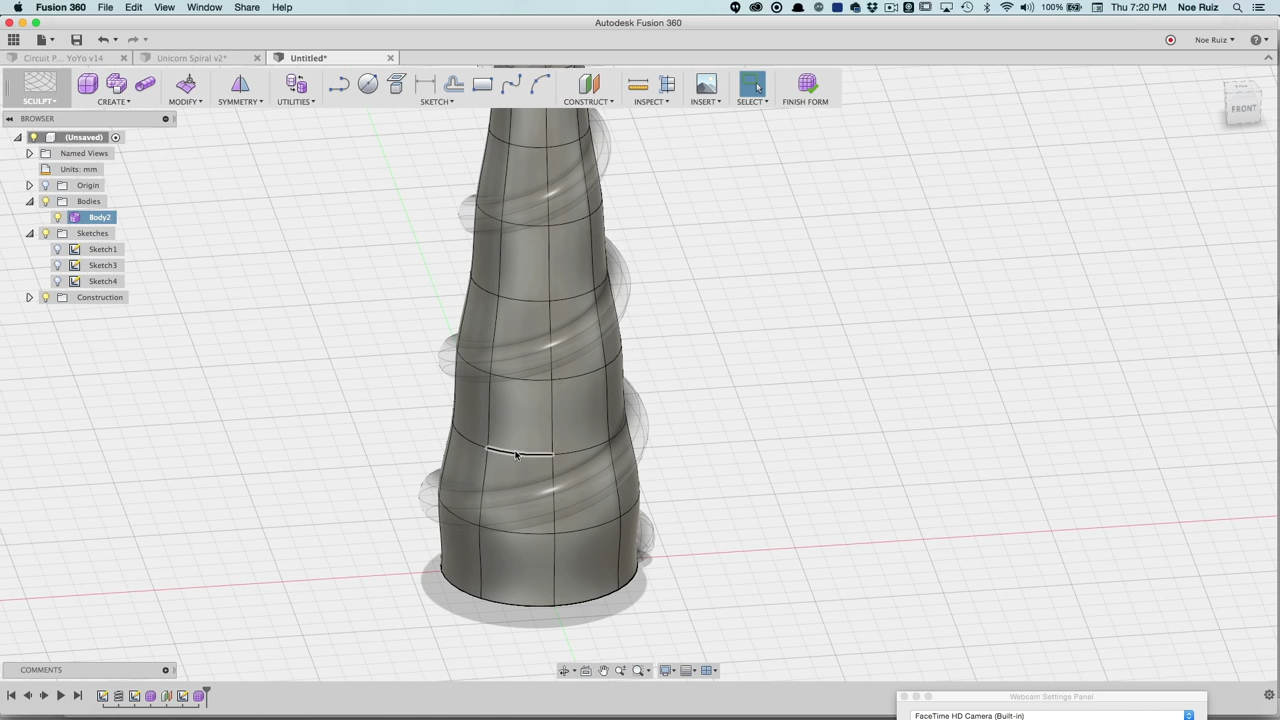 Fusion 360 File Edit View Window Share Help 100% Thu 7:20 PM Noe Ruiz
Autodesk Fusion 360
Noe Ruiz
Circuit P... YoYo v14 Unicorn Spiral v2* Untitled*
SCULPT CREATE MODIFY SYMMETRY UTILITIES SKETCH CONSTRUCT INSPECT INSERT SELECT FINISH FORM
BROWSER
(Unsaved)
Named Views
Units: mm
Origin
Bodies
Body2
Sketches
Sketch1
Sketch3
Sketch4
Construction
FRONT
COMMENTS
Webcam Settings Panel
FaceTime HD Camera (Built-in)